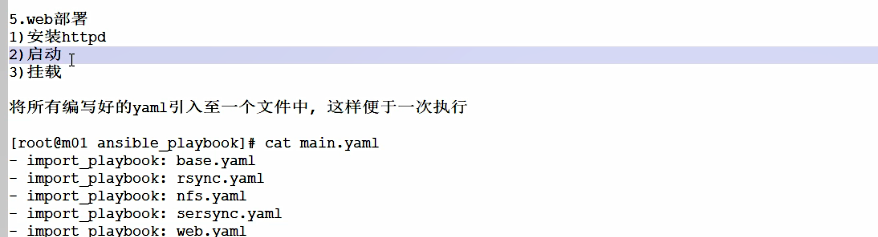 5.web部署
1)安装httpd
2)启动
3)挂载
将所有编写好的yaml引入至一个文件中, 这样便于一次执行
[root@m01 ansible_playbook]# cat main.yaml
- import_playbook: base.yaml
- import_playbook: rsync.yaml
- import_playbook: nfs.yaml
- import_playbook: sersync.yaml
- import_playbook: web.yaml